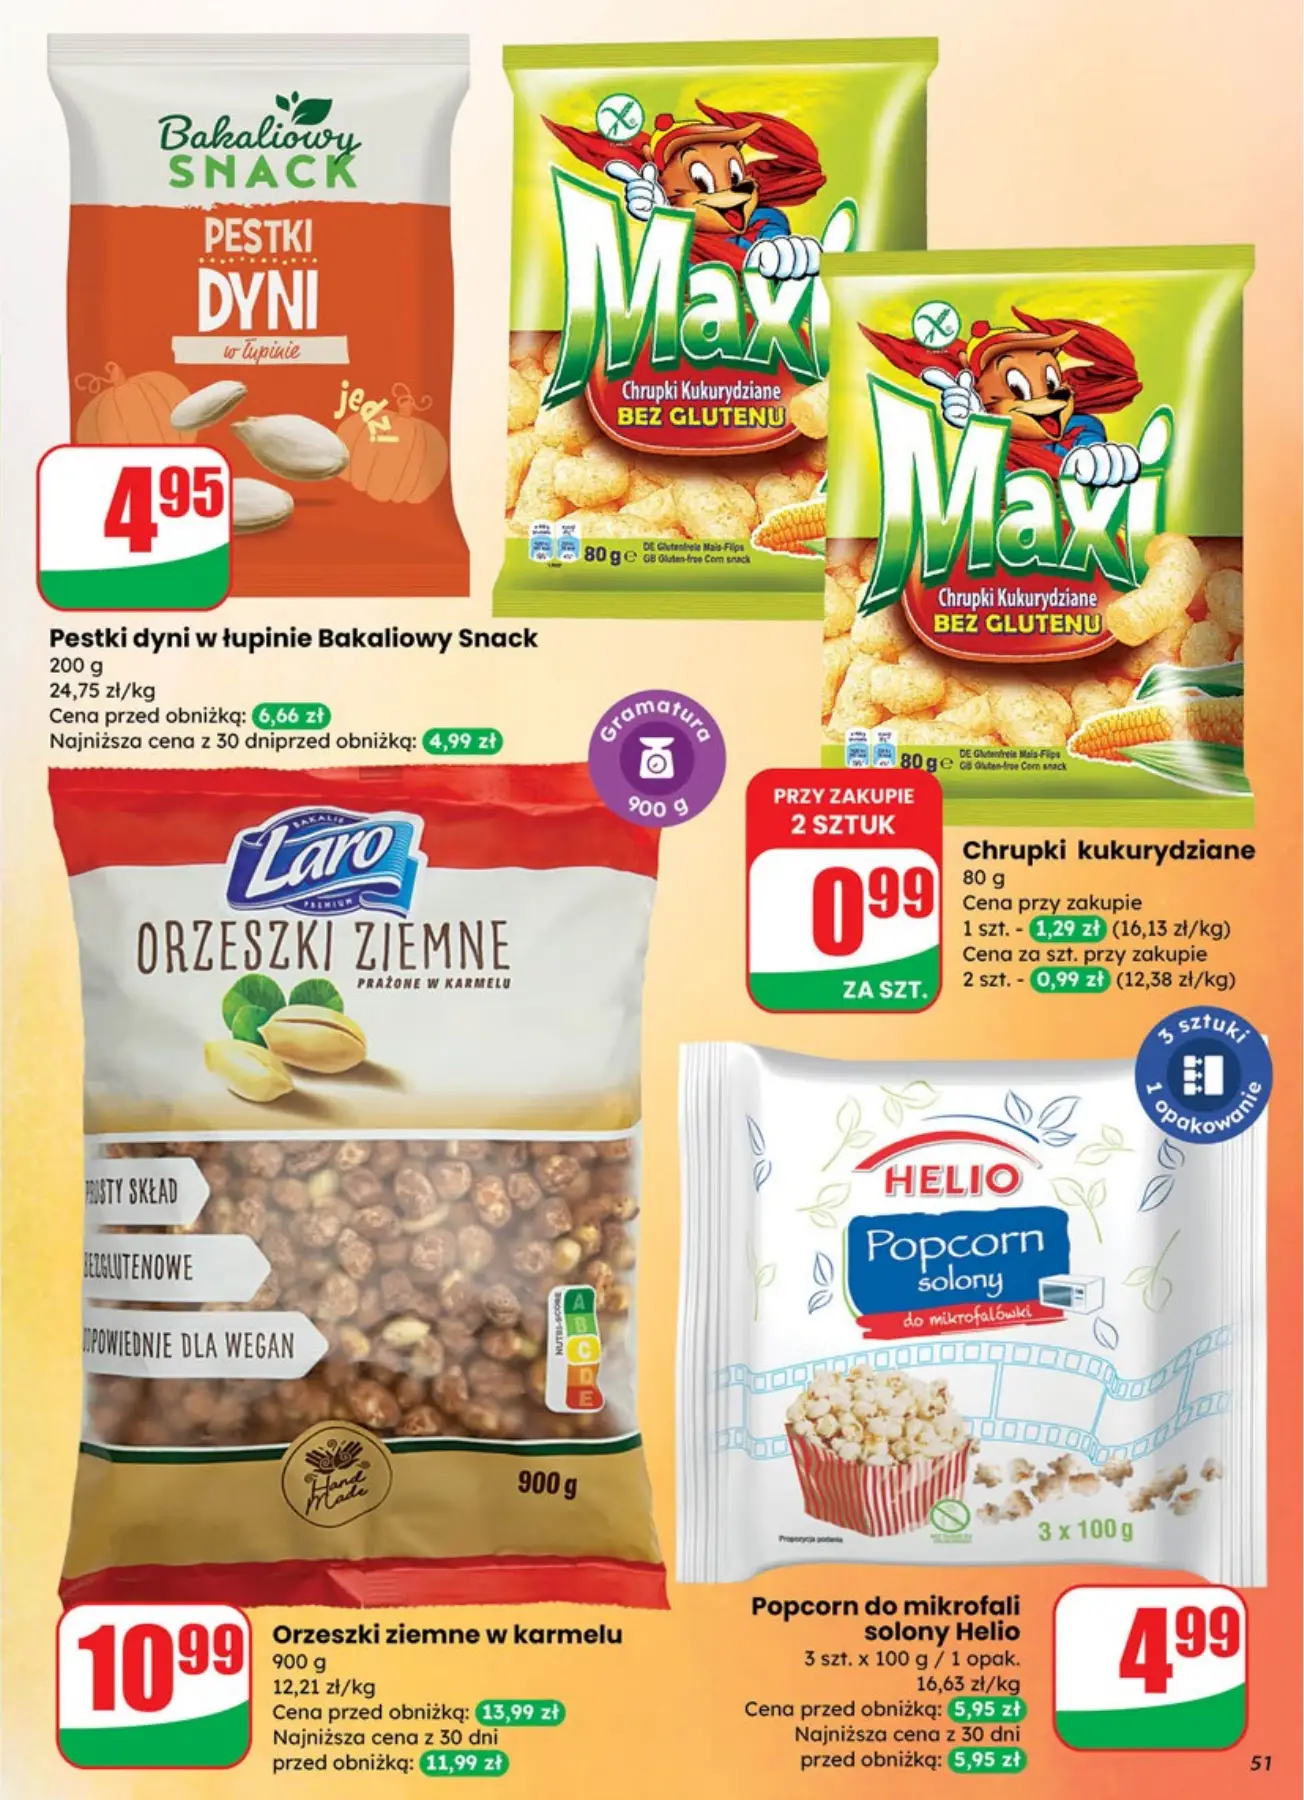 Bakaliowy
SNACK
PESTKI
DYNI
w łupinie
jedz!
4 95
Pestki dyni w łupinie Bakaliowy Snack
200 g
24,75 zł/kg
Cena przed obniżką: 6,66 zł
Najniższa cena z 30 dniprzed obniżką: 4,99 zł
Maxi
Chrupki Kukurydziane
BEZ GLUTENU
80 g e
DE Glutenfreie Mais-Flips
GB Gluten-free Corn snack
Maxi
Chrupki Kukurydziane
BEZ GLUTENU
80 g e
DE Glutenfreie Mais-Flips
GB Gluten-free Corn snack
PRZY ZAKUPIE
2 SZTUK
0 99
ZA SZT.
Chrupki kukurydziane
80 g
Cena przy zakupie
1 szt. - 1,29 zł (16,13 zł/kg)
Cena za szt. przy zakupie
2 szt. - 0,99 zł (12,38 zł/kg)
Gramatura
900 g
BAKALIE
Laro
PREMIUM
ORZESZKI ZIEMNE
PRAŻONE W KARMELU
PROSTY SKŁAD
BEZGLUTENOWE
ODPOWIEDNIE DLA WEGAN
NUTRI-SCORE
A
B
C
D
E
Hand
Made
900 g
10 99
Orzeszki ziemne w karmelu
900 g
12,21 zł/kg
Cena przed obniżką: 13,99 zł
Najniższa cena z 30 dni
przed obniżką: 11,99 zł
3 sztuki
1 opakowanie
HELIO
Popcorn
solony
do mikrofalówki
Propozycja podania
3 x 100 g
Popcorn do mikrofali
solony Helio
3 szt. x 100 g / 1 opak.
16,63 zł/kg
Cena przed obniżką: 5,95 zł
Najniższa cena z 30 dni
przed obniżką: 5,95 zł
4 99
51